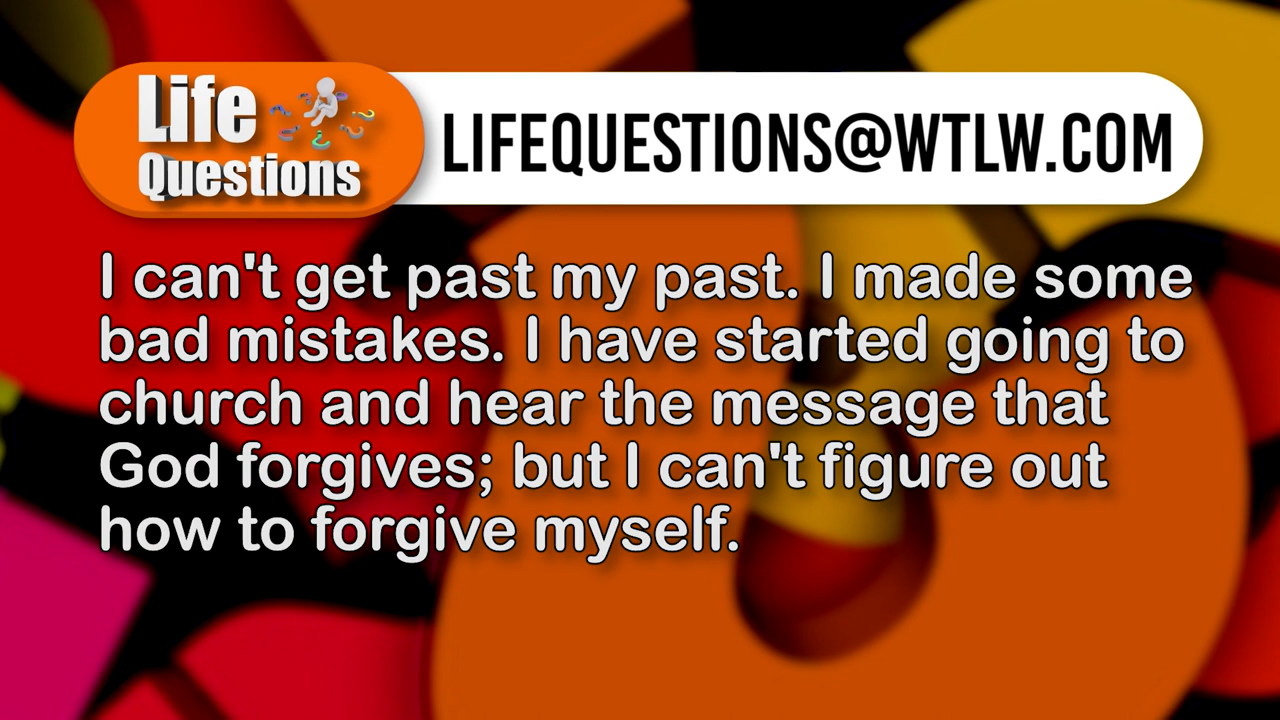 Life
Questions
LIFEQUESTIONS@WTLW.COM
I can't get past my past. I made some
bad mistakes. I have started going to
church and hear the message that
God forgives; but I can't figure out
how to forgive myself.